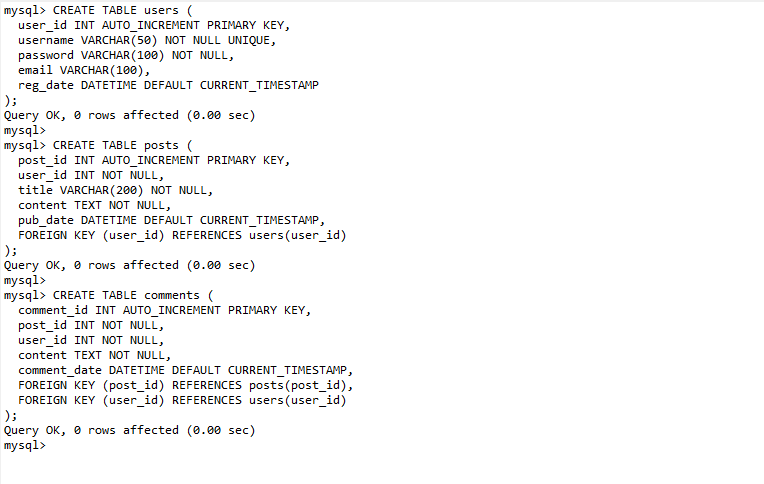 mysql> CREATE TABLE users (
  user_id INT AUTO_INCREMENT PRIMARY KEY,
  username VARCHAR(50) NOT NULL UNIQUE,
  password VARCHAR(100) NOT NULL,
  email VARCHAR(100),
  reg_date DATETIME DEFAULT CURRENT_TIMESTAMP
);
Query OK, 0 rows affected (0.00 sec)
mysql>
mysql> CREATE TABLE posts (
  post_id INT AUTO_INCREMENT PRIMARY KEY,
  user_id INT NOT NULL,
  title VARCHAR(200) NOT NULL,
  content TEXT NOT NULL,
  pub_date DATETIME DEFAULT CURRENT_TIMESTAMP,
  FOREIGN KEY (user_id) REFERENCES users(user_id)
);
Query OK, 0 rows affected (0.00 sec)
mysql>
mysql> CREATE TABLE comments (
  comment_id INT AUTO_INCREMENT PRIMARY KEY,
  post_id INT NOT NULL,
  user_id INT NOT NULL,
  content TEXT NOT NULL,
  comment_date DATETIME DEFAULT CURRENT_TIMESTAMP,
  FOREIGN KEY (post_id) REFERENCES posts(post_id),
  FOREIGN KEY (user_id) REFERENCES users(user_id)
);
Query OK, 0 rows affected (0.00 sec)
mysql>